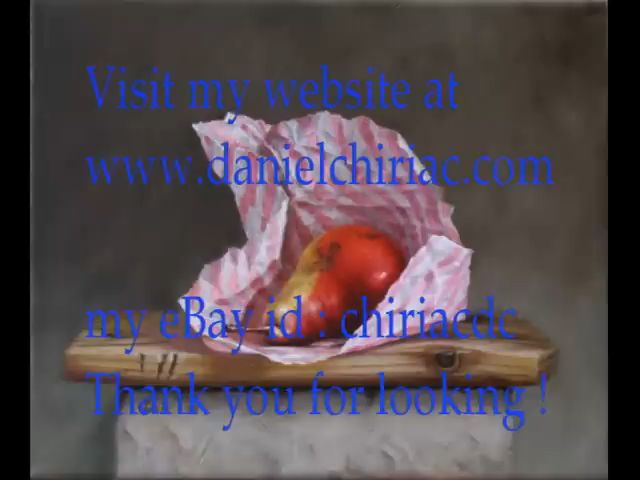 Visit my website at
www.danielchiriac.com
my eBay id : chiriacdc
Thank you for looking !